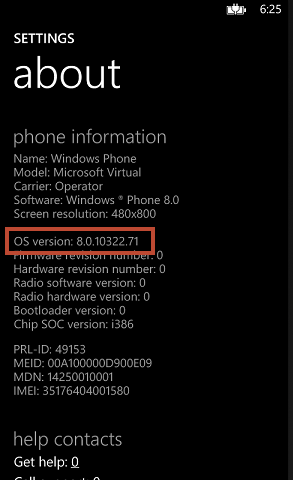 6:25
SETTINGS
about
phone information
Name: Windows Phone
Model: Microsoft Virtual
Carrier: Operator
Software: Windows ® Phone 8.0
Screen resolution: 480x800
OS version: 8.0.10322.71
Firmware revision number: 0
Hardware revision number: 0
Radio software version: 0
Radio hardware version: 0
Bootloader version: 0
Chip SOC version: i386
PRL-ID: 49153
MEID: 00A100000D900E09
MDN: 14250010001
IMEI: 35176404001580
help contacts
Get help: 0